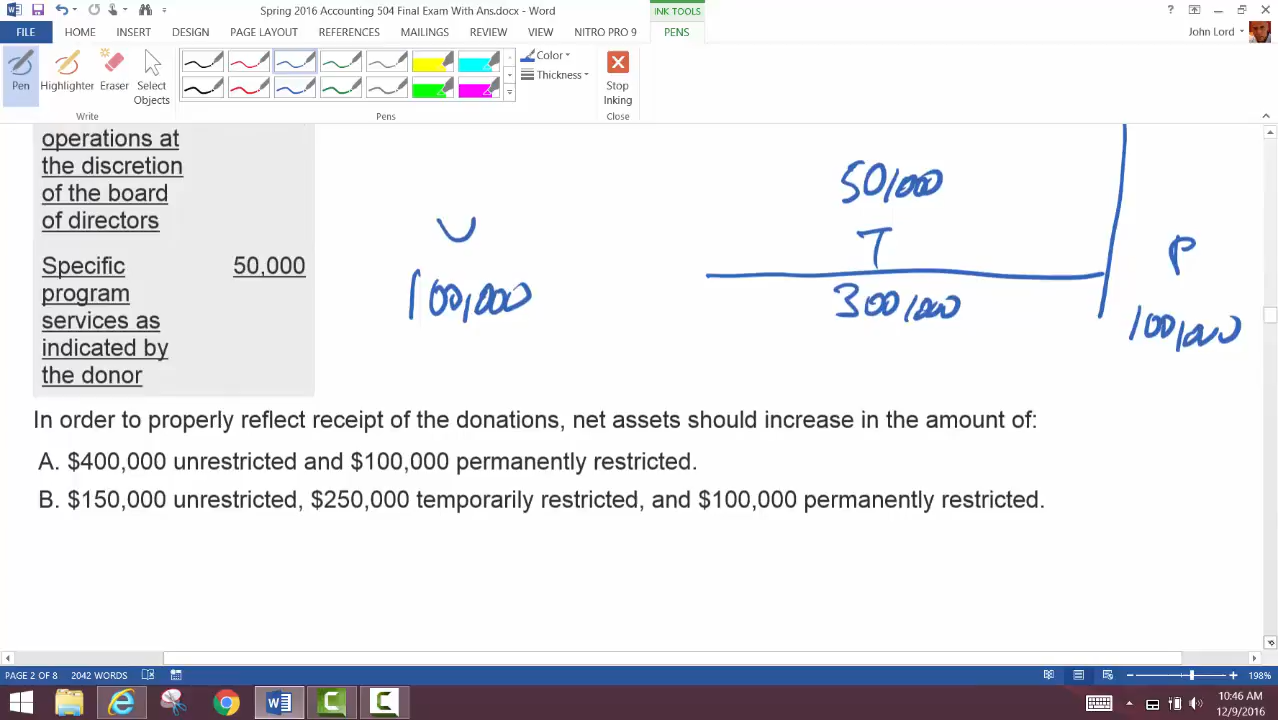 Spring 2016 Accounting 504 Final Exam With Ans.docx - Word
INK TOOLS
?
FILE HOME INSERT DESIGN PAGE LAYOUT REFERENCES MAILINGS REVIEW VIEW NITRO PRO 9 PENS
John Lord
Pen Highlighter Eraser Select Objects
Color
Thickness
Stop Inking
Write Pens Close
operations at
the discretion
of the board
of directors
50,000
U
T
P
Specific 50,000
program
services as
indicated by
the donor
100,000
300,000
100,000
In order to properly reflect receipt of the donations, net assets should increase in the amount of:
A. $400,000 unrestricted and $100,000 permanently restricted.
B. $150,000 unrestricted, $250,000 temporarily restricted, and $100,000 permanently restricted.
PAGE 2 OF 8 2042 WORDS 198%
10:46 AM
12/9/2016